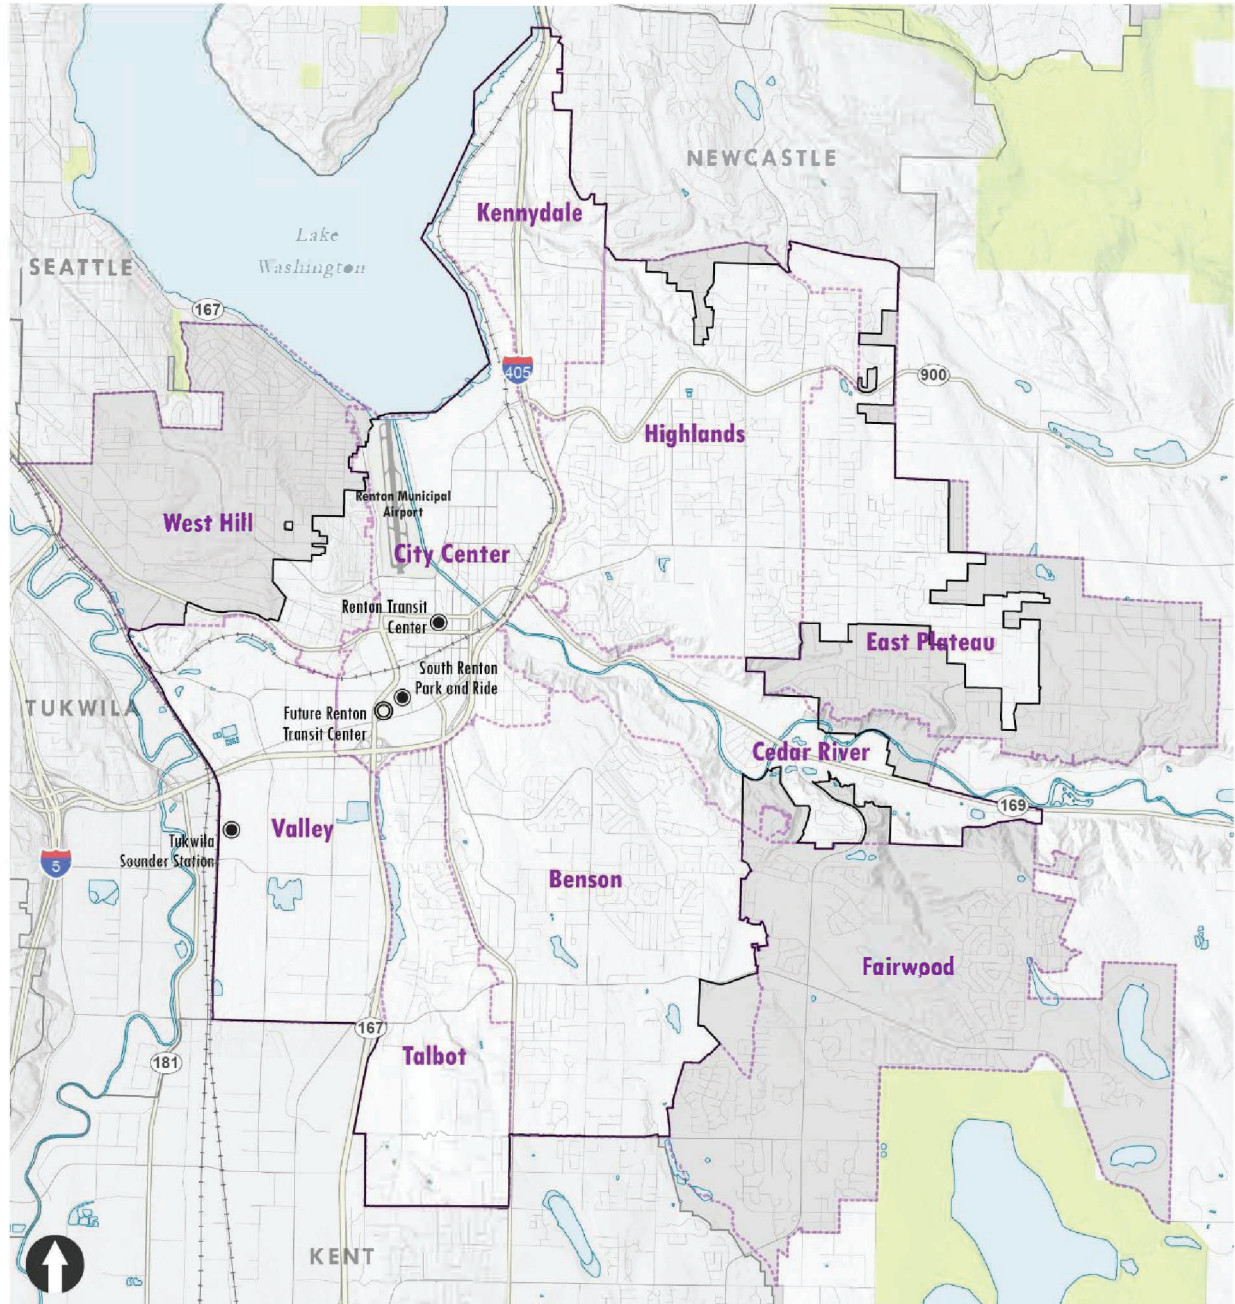 NEWCASTLE
Kennydale
Lake
Washington
SEATTLE
167
405
900
Highlands
Renton Municipal
Airport
West Hill
City Center
Renton Transit
Center
East Plateau
South Renton
Park and Ride
TUKWILA
Future Renton
Transit Center
Cedar River
169
Valley
Tukwila
Sounder Station
5
Benson
Fairwood
167
Talbot
181
KENT